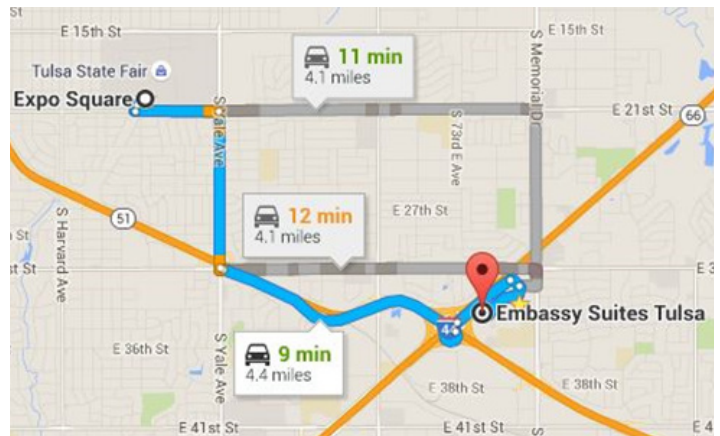 St
E 15th St
E 15th St
11 min
4.1 miles
Tulsa State Fair
Expo Square
S Yale Ave
S Memorial Dr
E 21st St
66
S 73rd E Ave
12 min
4.1 miles
E 27th St
51
S Harvard Ave
St
st St
E 3
44
Embassy Suites Tulsa
9 min
4.4 miles
E 36th St
S Yale Ave
E 38th St
E 38th St
E 41st St
E 41st St
E 4
S